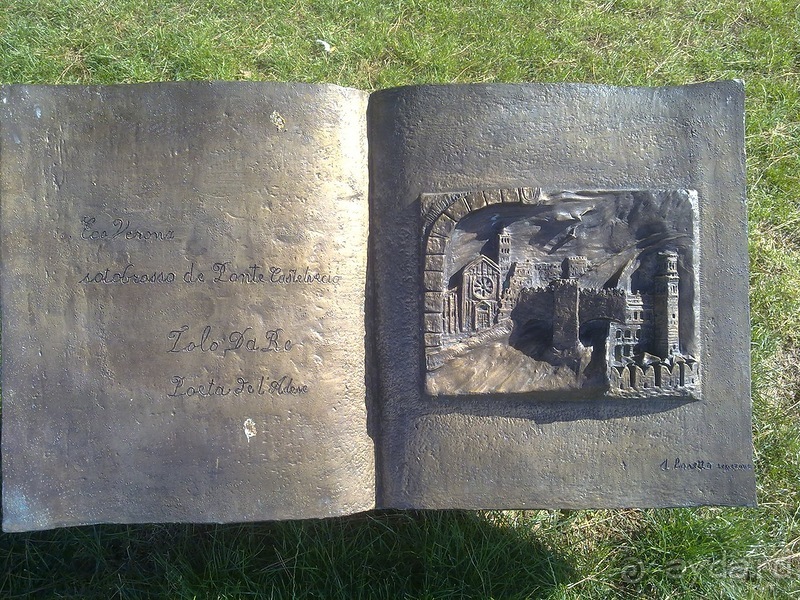 Eco Verona
sotobrasso de Ponte Castelvecio
Tolo Da Re
Poeta de l'Adese